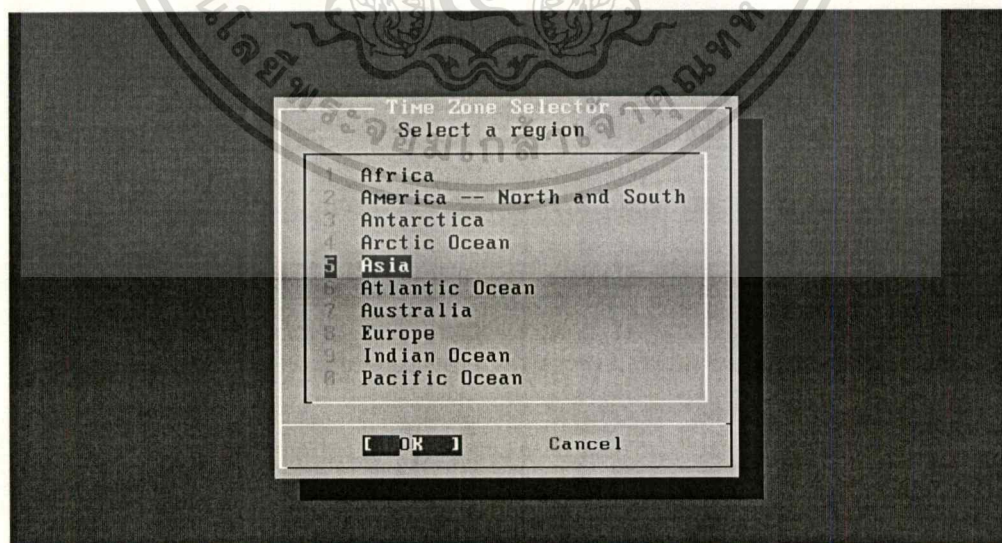 Time Zone Selector
Select a region
1 Africa
2 America -- North and South
3 Antarctica
4 Arctic Ocean
5 Asia
6 Atlantic Ocean
7 Australia
8 Europe
9 Indian Ocean
0 Pacific Ocean
[ OK ] Cancel